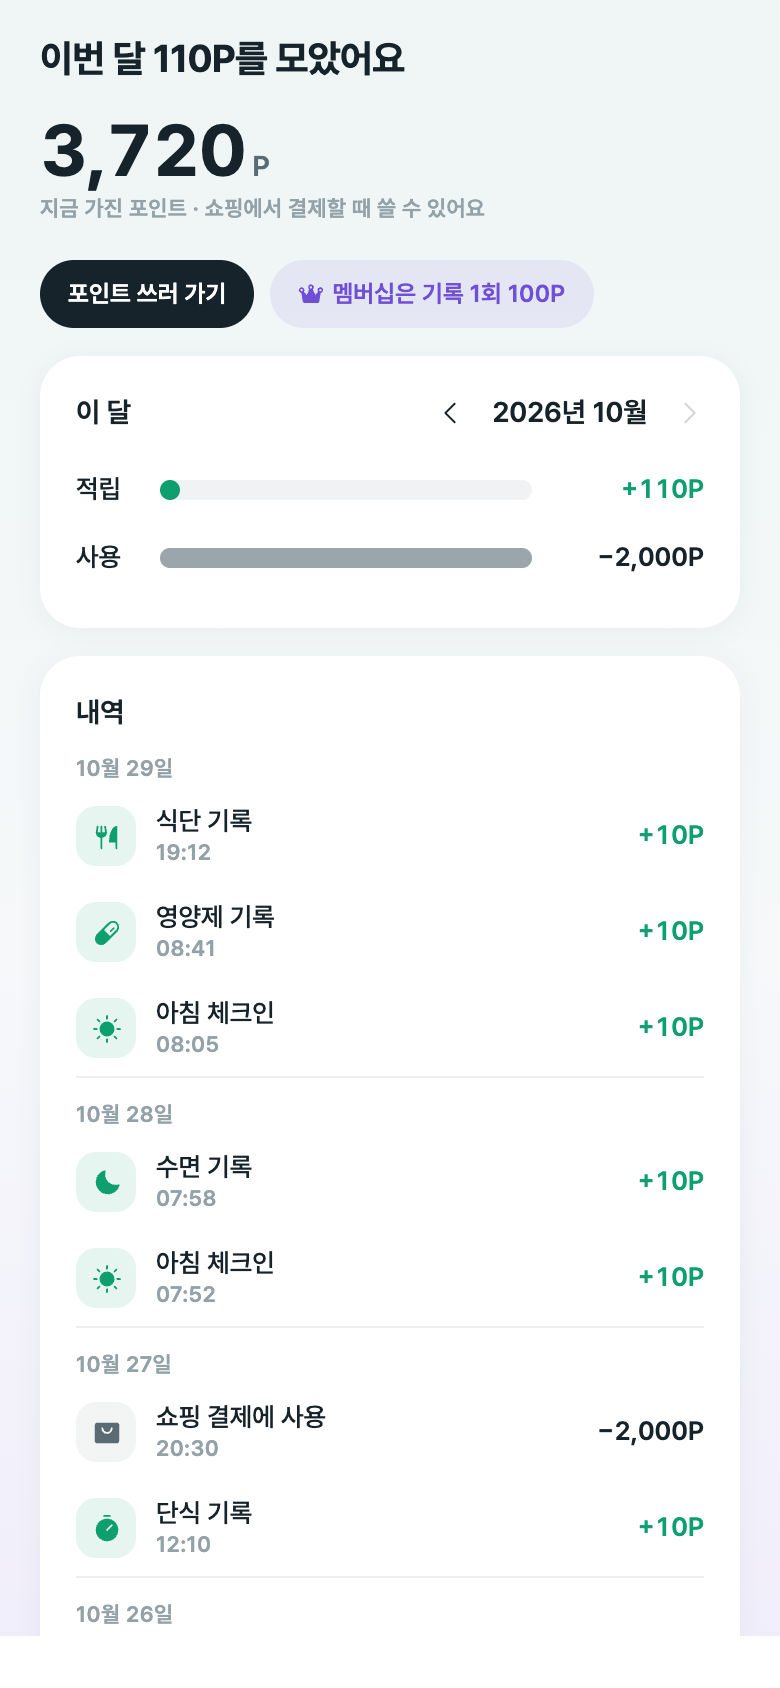 이번 달 110P를 모았어요
3,720 P
지금 가진 포인트 · 쇼핑에서 결제할 때 쓸 수 있어요
포인트 쓰러 가기
멤버십은 기록 1회 100P
이 달
2026년 10월
적립 +110P
사용 −2,000P
내역
10월 29일
식단 기록
19:12
+10P
영양제 기록
08:41
+10P
아침 체크인
08:05
+10P
10월 28일
수면 기록
07:58
+10P
아침 체크인
07:52
+10P
10월 27일
쇼핑 결제에 사용
20:30
−2,000P
단식 기록
12:10
+10P
10월 26일